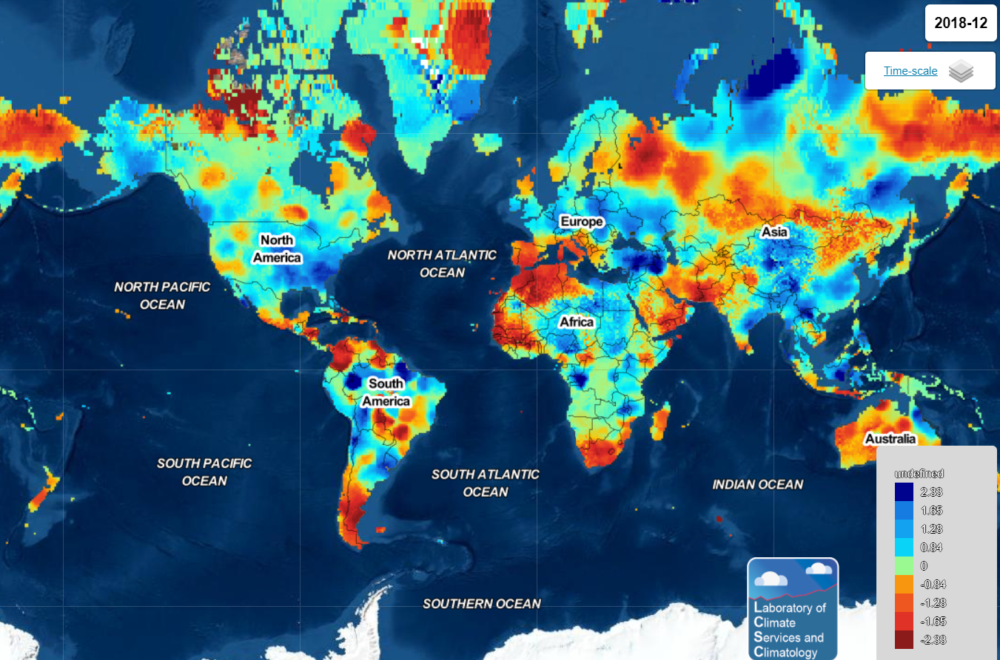 2018-12
Time-scale
Europe
Asia
North
America
NORTH ATLANTIC
OCEAN
NORTH PACIFIC
OCEAN
Africa
South
America
Australia
SOUTH PACIFIC
OCEAN
SOUTH ATLANTIC
OCEAN
INDIAN OCEAN
undefined
2.33
1.65
1.28
0.84
0
-0.84
-1.28
-1.65
-2.33
SOUTHERN OCEAN
Laboratory of
Climate
Services and
Climatology